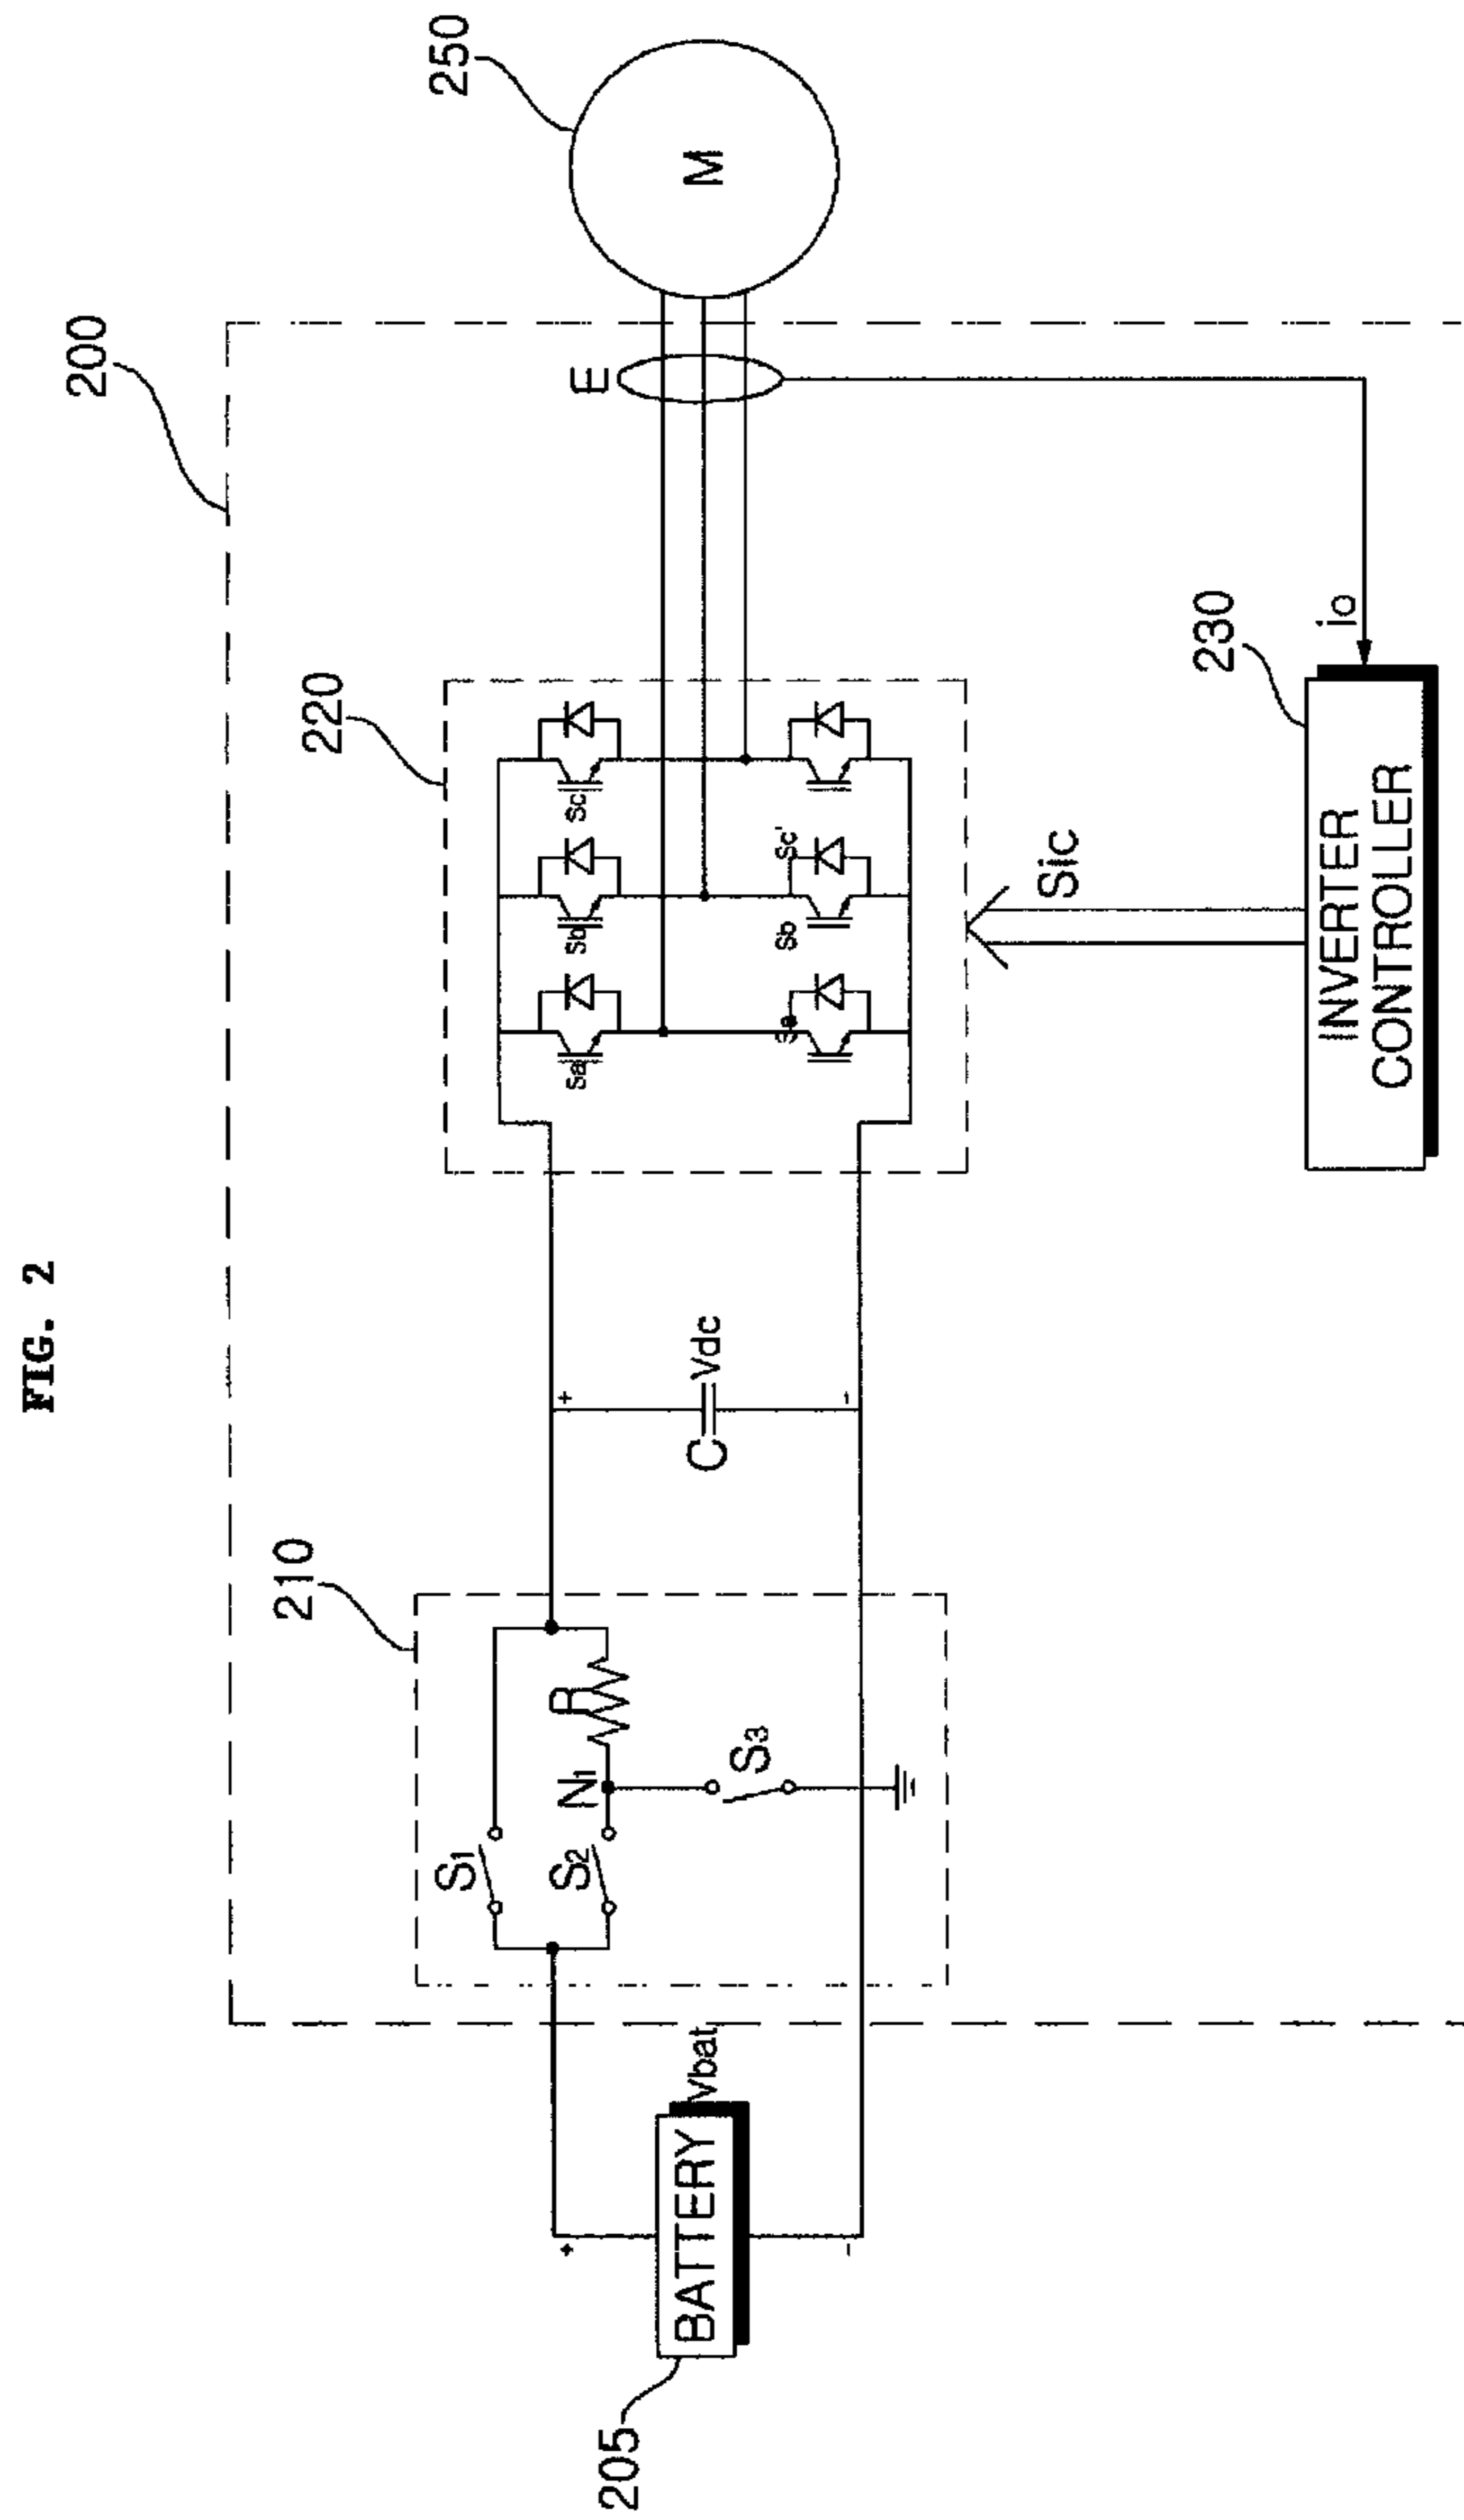 FIG. 2
200
250
M
E
220
Sa
Sb
Sc
Sb
Sc'
210
S1
S2
N1
R
S3
C
Vdc
+
-
+
-
205
BATTERY
Vbat
Sic
230
io
INVERTER
CONTROLLER